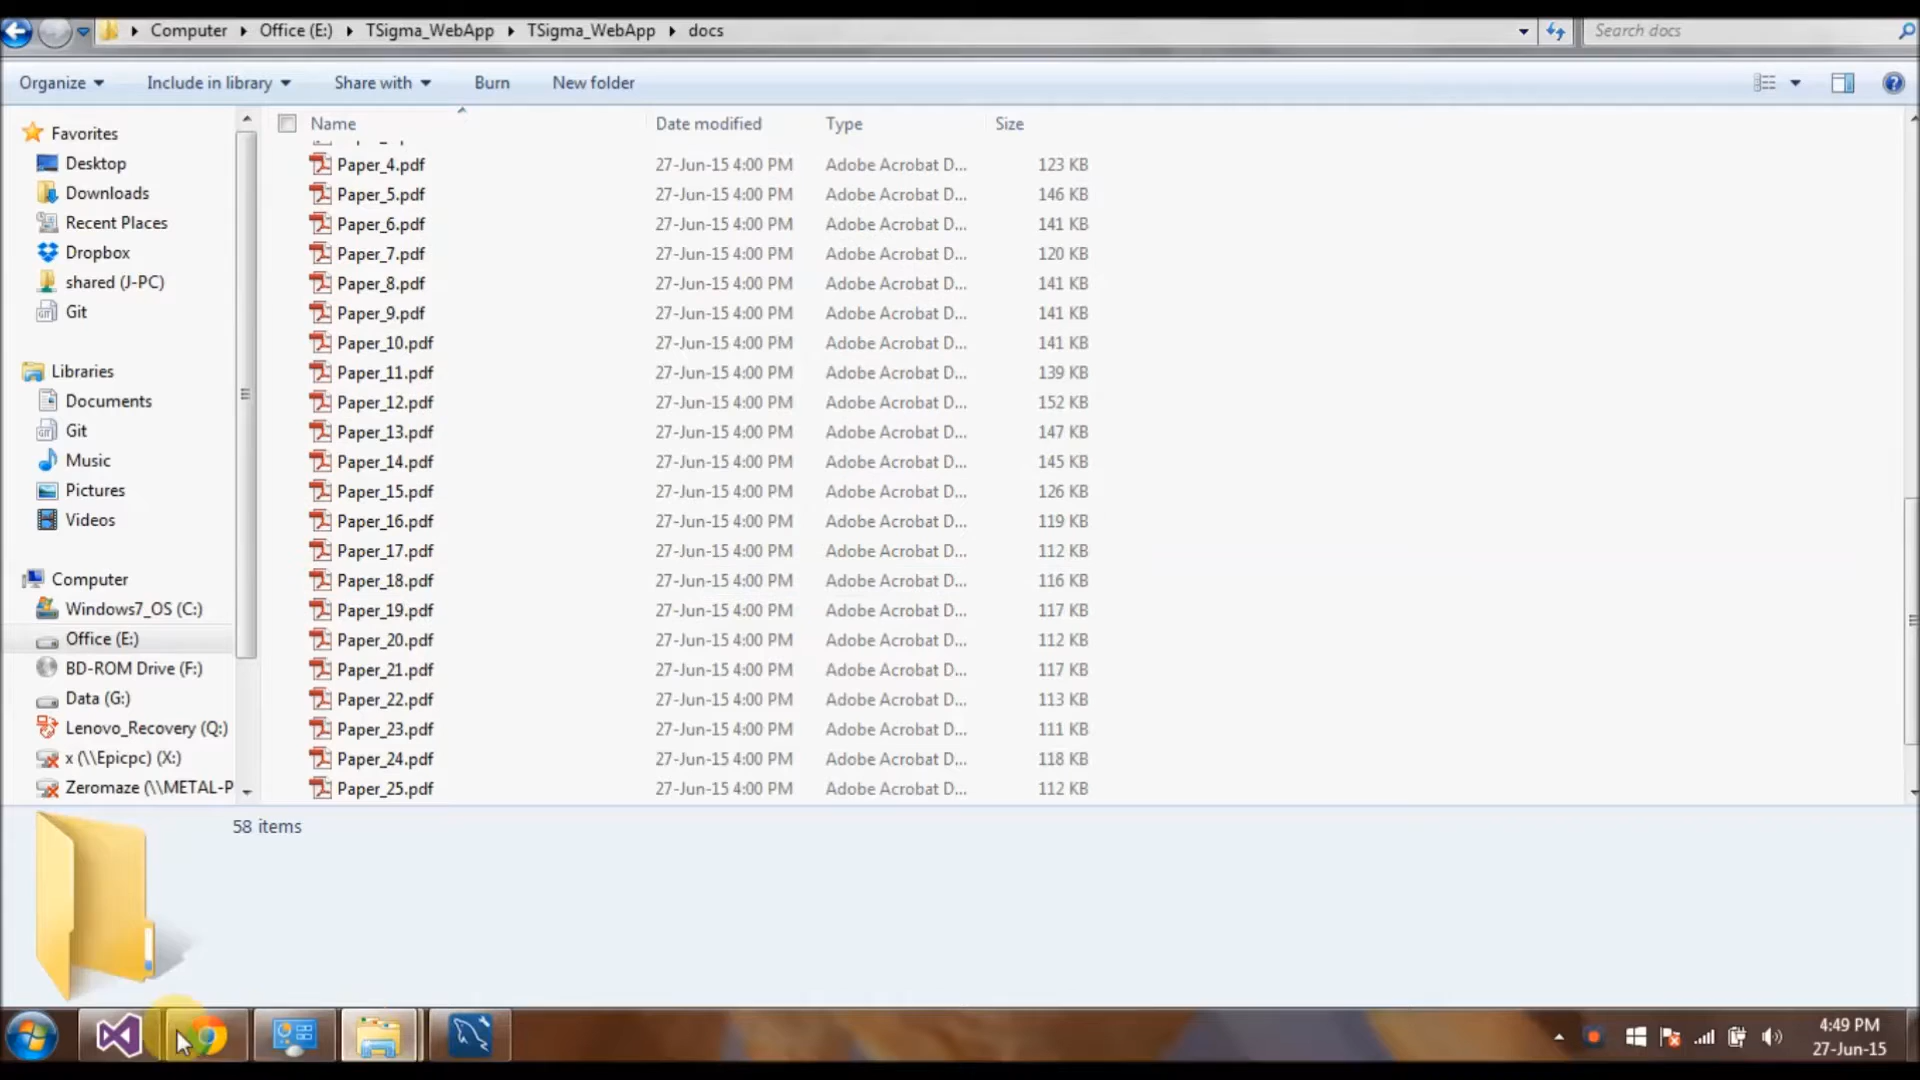 Computer Office (E:) TSigma_WebApp TSigma_WebApp docs Search docs
Organize Include in library Share with Burn New folder
Favorites
Desktop
Downloads
Recent Places
Dropbox
shared (J-PC)
Git
Libraries
Documents
Git
Music
Pictures
Videos
Computer
Windows7_OS (C:)
Office (E:)
BD-ROM Drive (F:)
Data (G:)
Lenovo_Recovery (Q:)
x (\\Epicpc) (X:)
Zeromaze (\\METAL-P
Name Date modified Type Size
Paper_4.pdf 27-Jun-15 4:00 PM Adobe Acrobat D... 123 KB
Paper_5.pdf 27-Jun-15 4:00 PM Adobe Acrobat D... 146 KB
Paper_6.pdf 27-Jun-15 4:00 PM Adobe Acrobat D... 141 KB
Paper_7.pdf 27-Jun-15 4:00 PM Adobe Acrobat D... 120 KB
Paper_8.pdf 27-Jun-15 4:00 PM Adobe Acrobat D... 141 KB
Paper_9.pdf 27-Jun-15 4:00 PM Adobe Acrobat D... 141 KB
Paper_10.pdf 27-Jun-15 4:00 PM Adobe Acrobat D... 141 KB
Paper_11.pdf 27-Jun-15 4:00 PM Adobe Acrobat D... 139 KB
Paper_12.pdf 27-Jun-15 4:00 PM Adobe Acrobat D... 152 KB
Paper_13.pdf 27-Jun-15 4:00 PM Adobe Acrobat D... 147 KB
Paper_14.pdf 27-Jun-15 4:00 PM Adobe Acrobat D... 145 KB
Paper_15.pdf 27-Jun-15 4:00 PM Adobe Acrobat D... 126 KB
Paper_16.pdf 27-Jun-15 4:00 PM Adobe Acrobat D... 119 KB
Paper_17.pdf 27-Jun-15 4:00 PM Adobe Acrobat D... 112 KB
Paper_18.pdf 27-Jun-15 4:00 PM Adobe Acrobat D... 116 KB
Paper_19.pdf 27-Jun-15 4:00 PM Adobe Acrobat D... 117 KB
Paper_20.pdf 27-Jun-15 4:00 PM Adobe Acrobat D... 112 KB
Paper_21.pdf 27-Jun-15 4:00 PM Adobe Acrobat D... 117 KB
Paper_22.pdf 27-Jun-15 4:00 PM Adobe Acrobat D... 113 KB
Paper_23.pdf 27-Jun-15 4:00 PM Adobe Acrobat D... 111 KB
Paper_24.pdf 27-Jun-15 4:00 PM Adobe Acrobat D... 118 KB
Paper_25.pdf 27-Jun-15 4:00 PM Adobe Acrobat D... 112 KB
58 items
4:49 PM
27-Jun-15